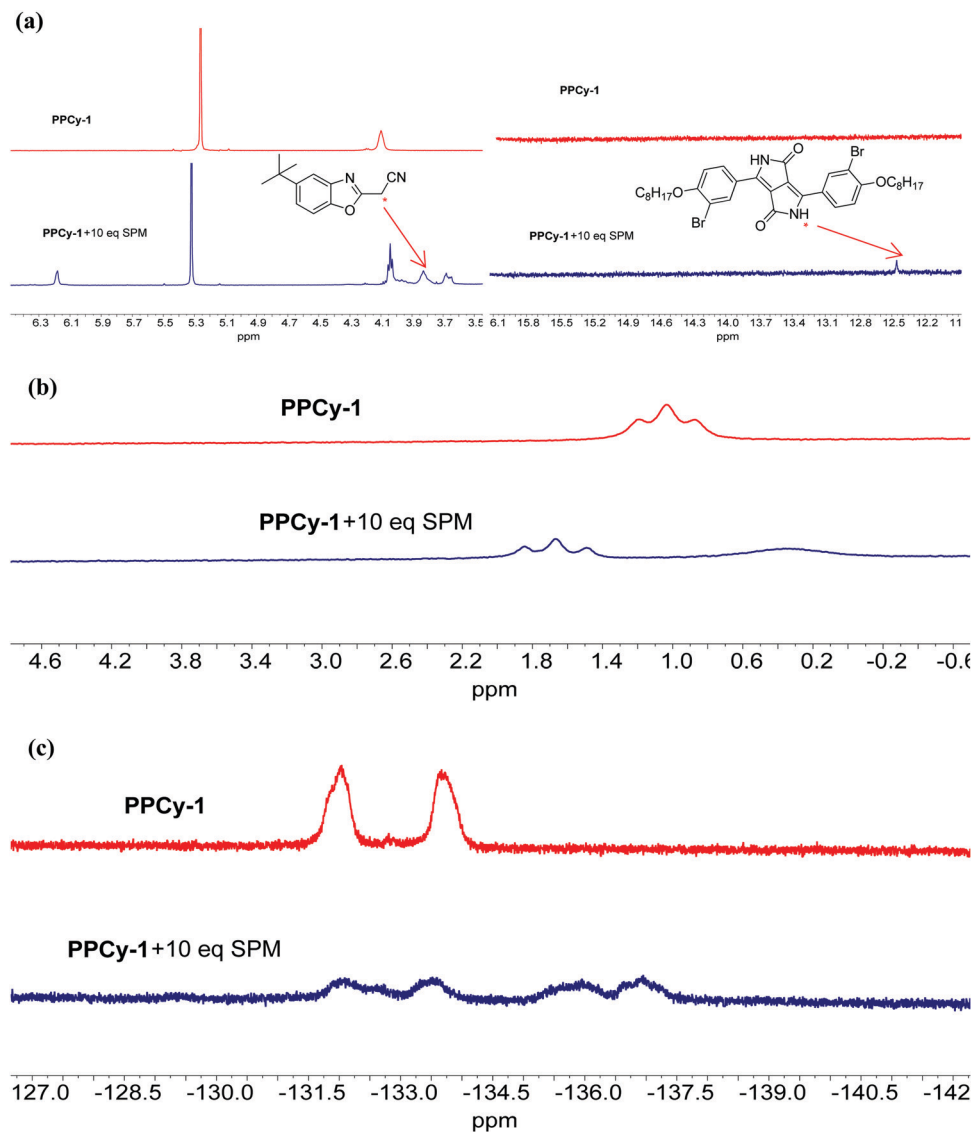 (a)
PPCy-1
PPCy-1
N
CN
O
*
HN
O
Br
C8H17O
Br
OC8H17
O
NH
*
PPCy-1+10 eq SPM
PPCy-1+10 eq SPM
6.3 6.1 5.9 5.7 5.5 5.3 5.1 4.9 4.7 4.5 4.3 4.1 3.9 3.7 3.5
ppm
6.1 15.8 15.5 15.2 14.9 14.6 14.3 14.0 13.7 13.4 13.1 12.8 12.5 12.2 11
ppm
(b)
PPCy-1
PPCy-1+10 eq SPM
4.6 4.2 3.8 3.4 3.0 2.6 2.2 1.8 1.4 1.0 0.6 0.2 -0.2 -0.6
ppm
(c)
PPCy-1
PPCy-1+10 eq SPM
127.0 -128.5 -130.0 -131.5 -133.0 -134.5 -136.0 -137.5 -139.0 -140.5 -142
ppm